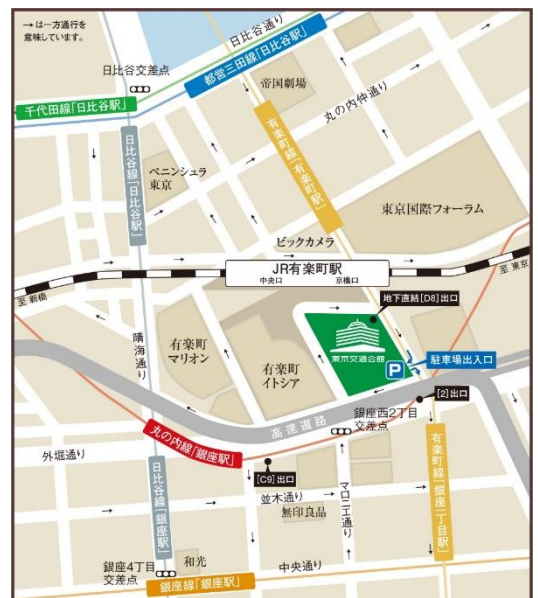 →は一方通行を
意味しています。
日比谷通り
日比谷交差点
都営三田線「日比谷駅」
帝国劇場
千代田線「日比谷駅」
丸の内仲通り
有楽町線「有楽町駅」
日比谷線「日比谷駅」
ペニンシュラ
東京
東京国際フォーラム
ビックカメラ
JR有楽町駅
中央口
京橋口
至 東京
至 新橋
地下直結[D8]出口
晴海通り
有楽町
マリオン
有楽町
イトシア
東京交通会館
P
駐車場出入口
[2]出口
銀座西2丁目
交差点
高速道路
丸の内線「銀座駅」
外堀通り
[C9]出口
有楽町線「銀座一丁目駅」
日比谷線「銀座駅」
マロニエ通り
並木通り
無印良品
和光
銀座4丁目
交差点
中央通り
銀座線「銀座駅」